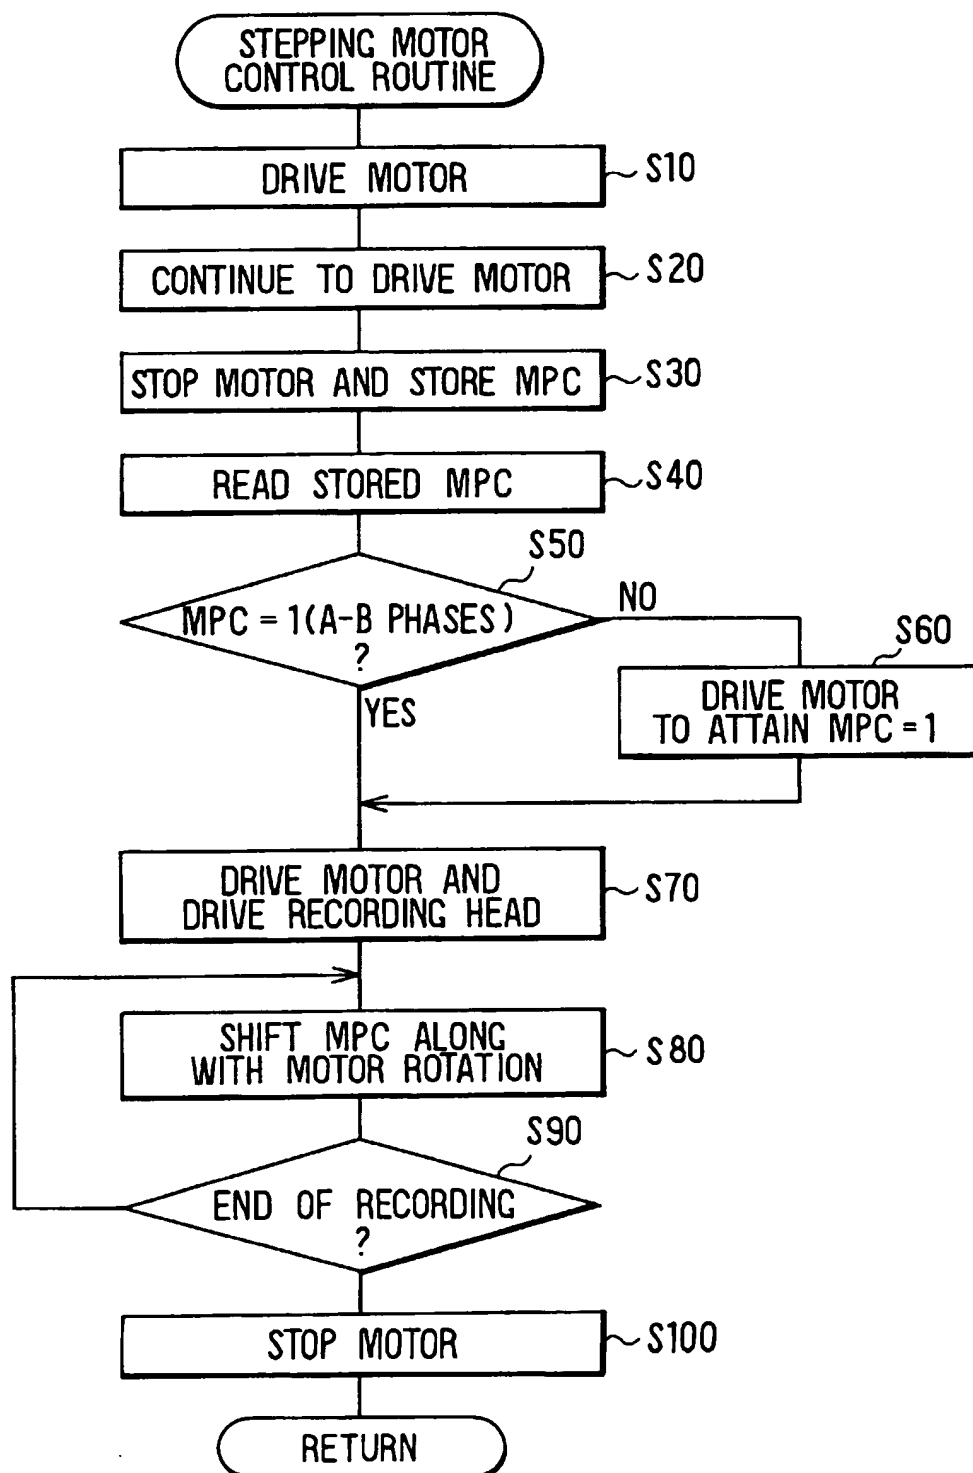 STEPPING MOTOR
CONTROL ROUTINE
DRIVE MOTOR
S10
CONTINUE TO DRIVE MOTOR
S20
STOP MOTOR AND STORE MPC
S30
READ STORED MPC
S40
S50
MPC = 1(A-B PHASES)
?
NO
YES
S60
DRIVE MOTOR
TO ATTAIN MPC = 1
DRIVE MOTOR AND
DRIVE RECORDING HEAD
S70
SHIFT MPC ALONG
WITH MOTOR ROTATION
S80
S90
END OF RECORDING
?
STOP MOTOR
S100
RETURN